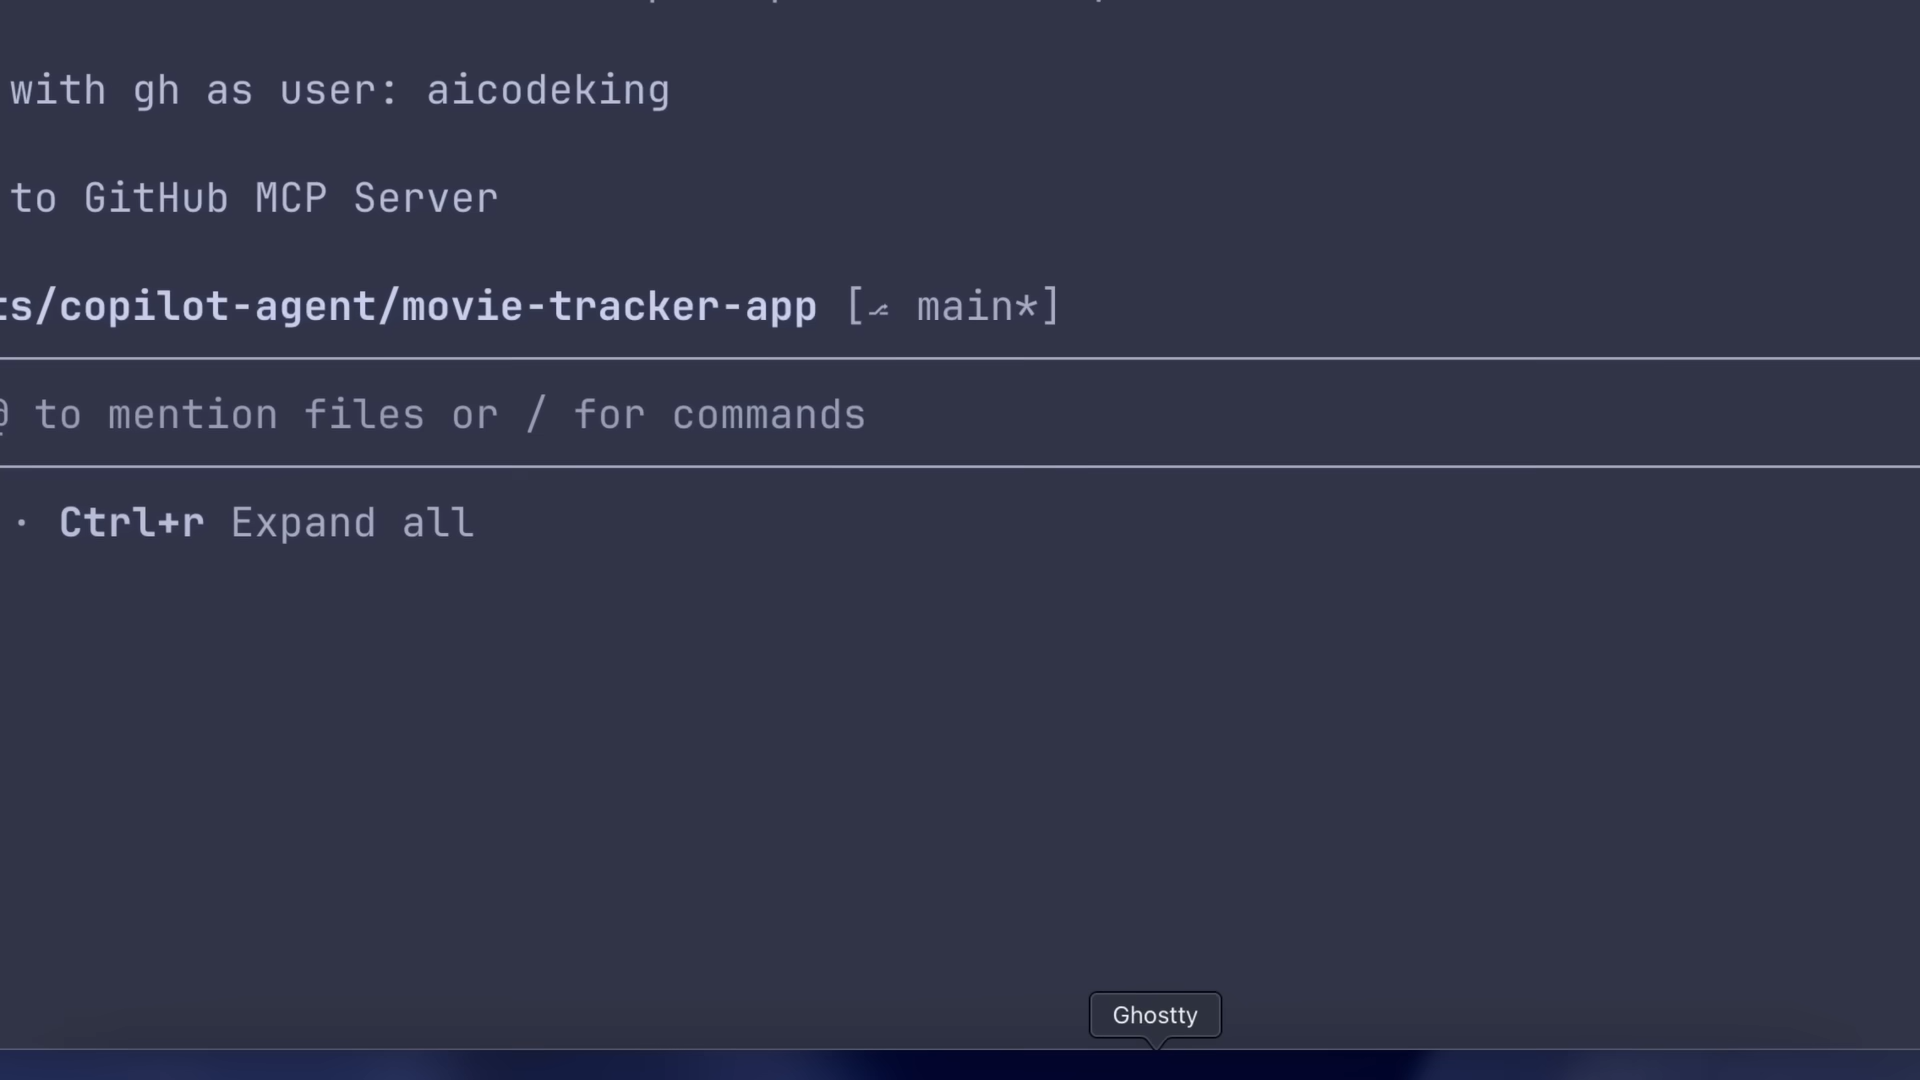 with gh as user: aicodeking
to GitHub MCP Server
ts/copilot-agent/movie-tracker-app [⎇ main*]
@ to mention files or / for commands
· Ctrl+r Expand all
Ghostty